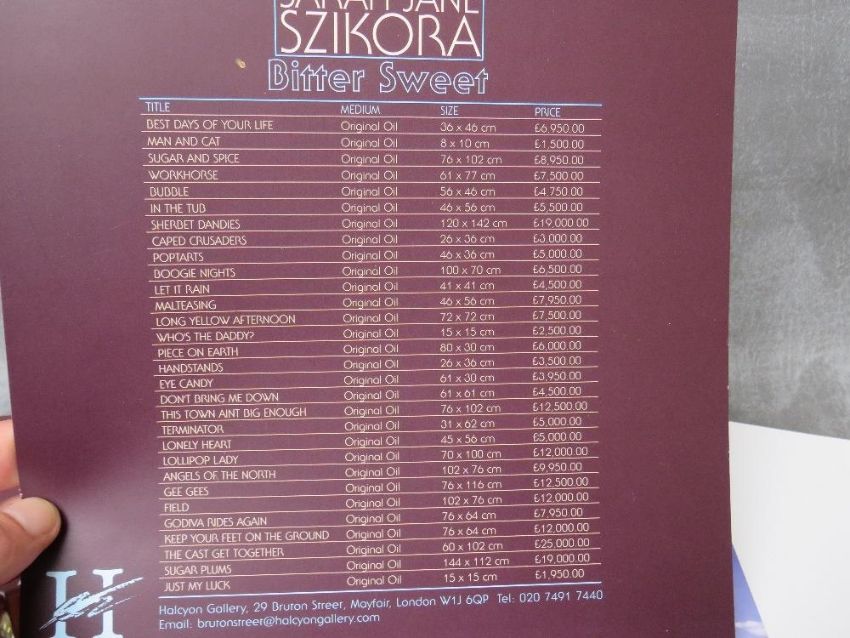 SARAH JANE
SZIKORA
Bitter Sweet
TITLE MEDIUM SIZE PRICE
BEST DAYS OF YOUR LIFE Original Oil 36 x 46 cm £6,950.00
MAN AND CAT Original Oil 8 x 10 cm £1,500.00
SUGAR AND SPICE Original Oil 76 x 102 cm £8,950.00
WORKHORSE Original Oil 61 x 77 cm £7,500.00
BUBBLE Original Oil 56 x 46 cm £4.750.00
IN THE TUB Original Oil 46 x 56 cm £5,500.00
SHERBET DANDIES Original Oil 120 x 142 cm £19,000.00
CAPED CRUSADERS Original Oil 26 x 36 cm £3,000.00
POPTARTS Original Oil 46 x 36 cm £5,000.00
BOOGIE NIGHTS Original Oil 100 x 70 cm £6,500.00
LET IT RAIN Original Oil 41 x 41 cm £4,500.00
MALTEASING Original Oil 46 x 56 cm £7,950.00
LONG YELLOW AFTERNOON Original Oil 72 x 72 cm £7,500.00
WHO'S THE DADDY? Original Oil 15 x 15 cm £2,500.00
PIECE ON EARTH Original Oil 80 x 30 cm £6,000.00
HANDSTANDS Original Oil 26 x 36 cm £3,500.00
EYE CANDY Original Oil 61 x 30 cm £3,950.00
DON'T BRING ME DOWN Original Oil 61 x 61 cm £4,500.00
THIS TOWN AINT BIG ENOUGH Original Oil 76 x 102 cm £12,500.00
TERMINATOR Original Oil 31 x 62 cm £5,000.00
LONELY HEART Original Oil 45 x 56 cm £5,000.00
LOLLIPOP LADY Original Oil 70 x 100 cm £12,000.00
ANGELS OF THE NORTH Original Oil 102 x 76 cm £9,950.00
GEE GEES Original Oil 76 x 116 cm £12,500.00
FIELD Original Oil 102 x 76 cm £12,000.00
GODIVA RIDES AGAIN Original Oil 76 x 64 cm £7,950.00
KEEP YOUR FEET ON THE GROUND Original Oil 76 x 64 cm £12,000.00
THE CAST GET TOGETHER Original Oil 60 x 102 cm £25,000.00
SUGAR PLUMS Original Oil 144 x 112 cm £19,000.00
JUST MY LUCK Original Oil 15 x 15 cm £1,950.00
H
Halcyon Gallery, 29 Bruton Street, Mayfair, London W1J 6QP Tel: 020 7491 7440
Email: brutonstreet@halcyongallery.com